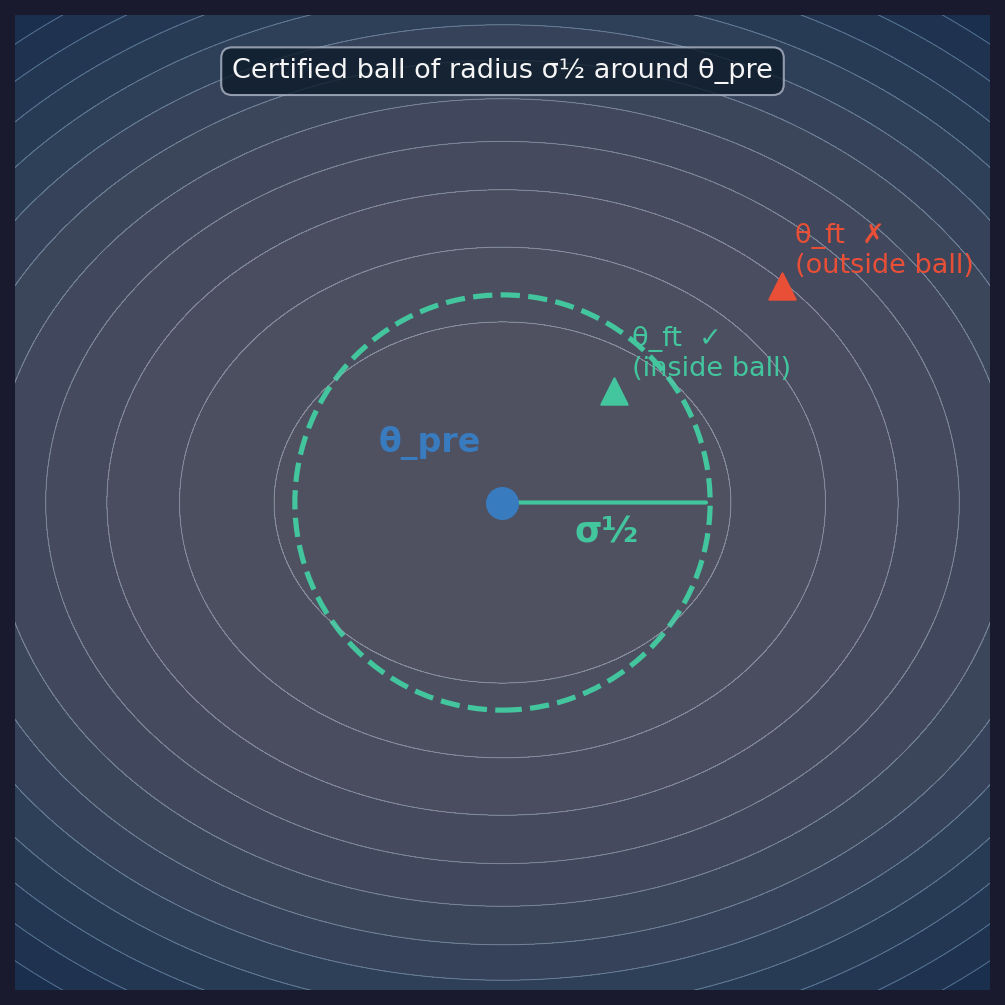 Certified ball of radius σ½ around θ_pre
θ_ft  ✗
(outside ball)
θ_ft  ✓
(inside ball)
θ_pre
σ½